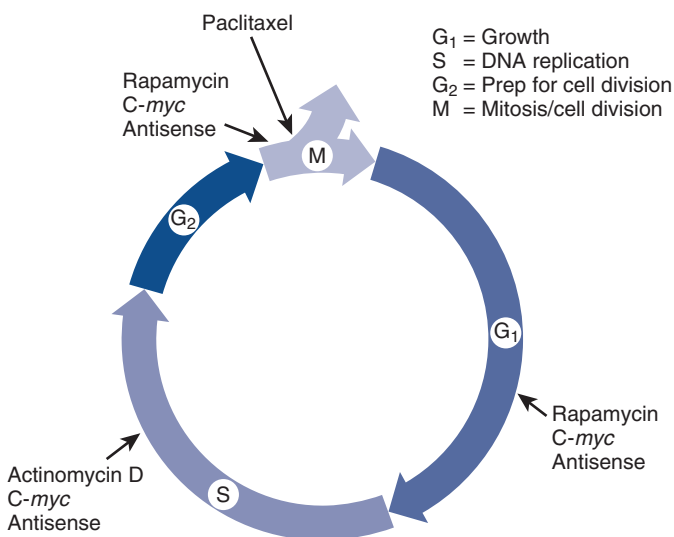 Paclitaxel
G₁ = Growth
S = DNA replication
G₂ = Prep for cell division
M = Mitosis/cell division
Rapamycin
C-myc
Antisense
M
G₂
G₁
Rapamycin
C-myc
Antisense
Actinomycin D
C-myc
Antisense
S